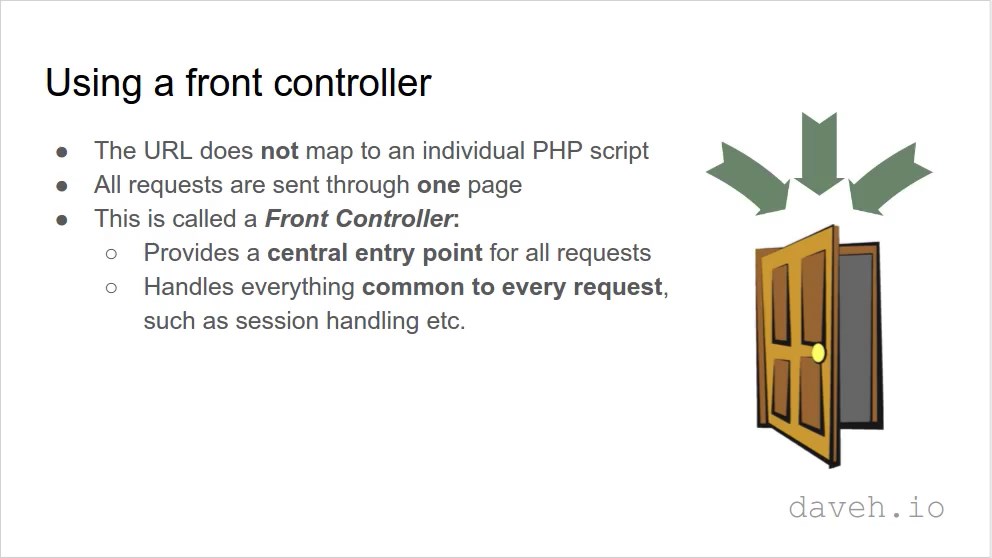 Using a front controller
● The URL does not map to an individual PHP script
● All requests are sent through one page
● This is called a Front Controller:
○ Provides a central entry point for all requests
○ Handles everything common to every request,
such as session handling etc.
daveh.io